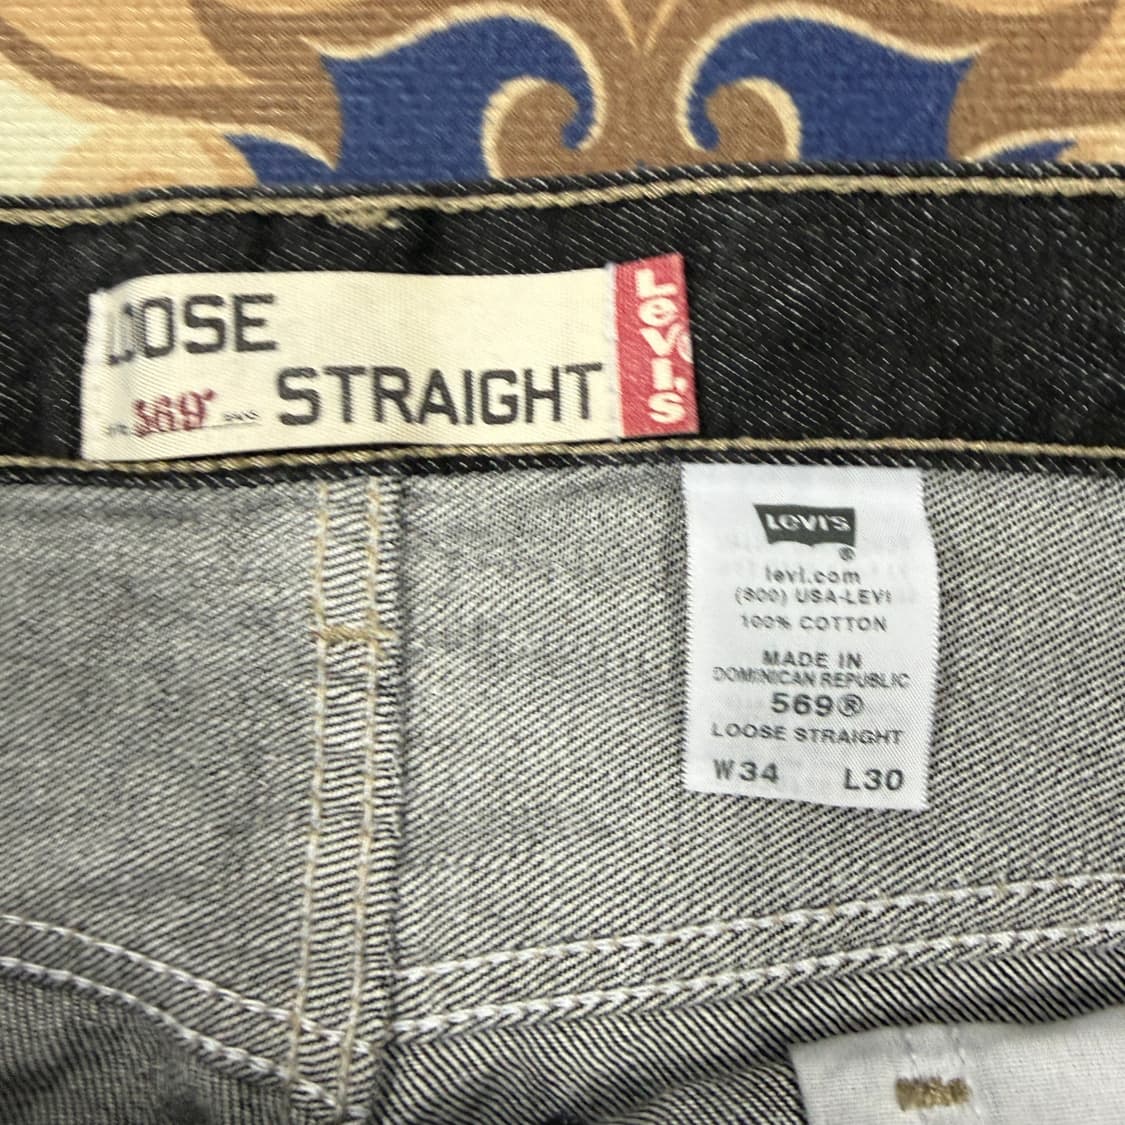 LOOSE
569® STRAIGHT
Levi's
LEVI'S
®
levi.com
(800) USA-LEVI
100% COTTON
MADE IN
DOMINICAN REPUBLIC
569®
LOOSE STRAIGHT
W34 L30